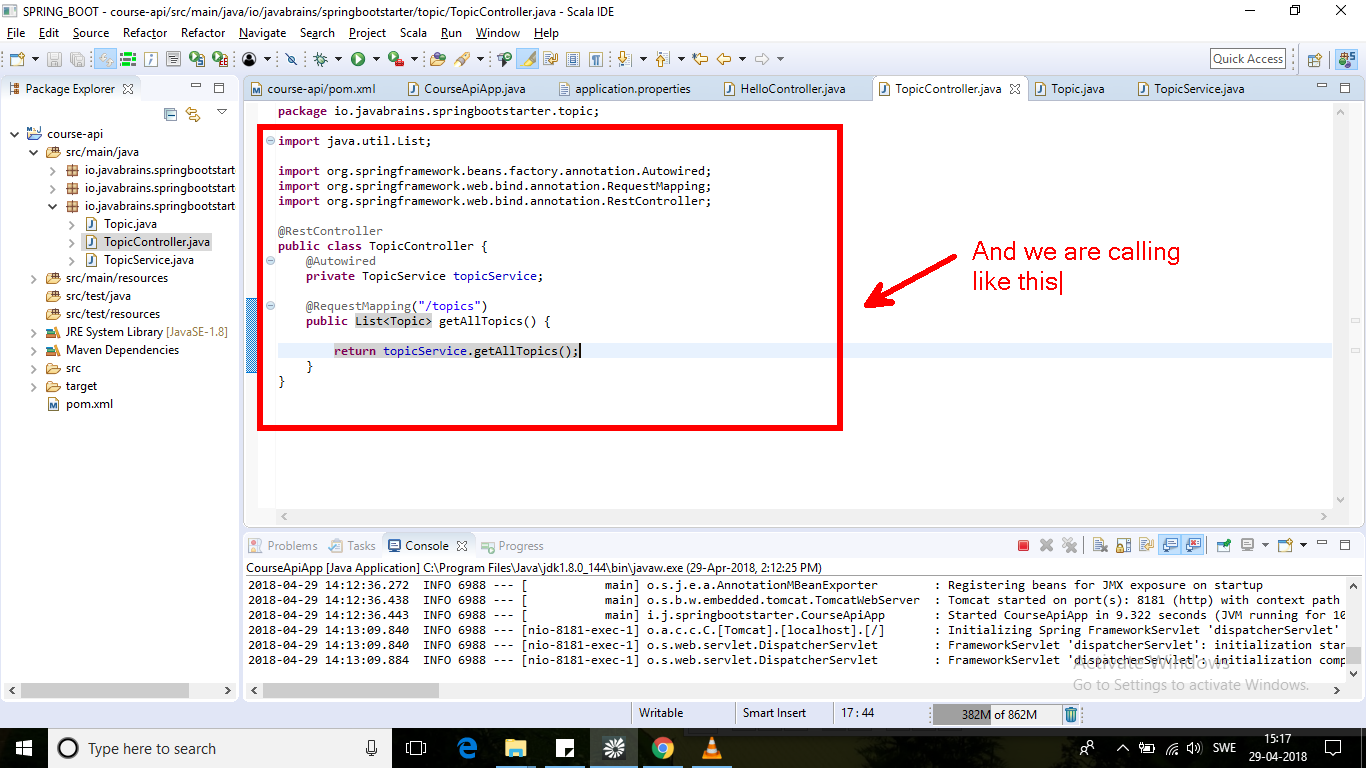 SPRING_BOOT - course-api/src/main/java/io/javabrains/springbootstarter/topic/TopicController.java - Scala IDE
File Edit Source Refactor Refactor Navigate Search Project Scala Run Window Help
Quick Access
Package Explorer
course-api/pom.xml CourseApiApp.java application.properties HelloController.java TopicController.java Topic.java TopicService.java
course-api
src/main/java
io.javabrains.springbootstart
io.javabrains.springbootstart
io.javabrains.springbootstart
Topic.java
TopicController.java
TopicService.java
src/main/resources
src/test/java
src/test/resources
JRE System Library [JavaSE-1.8]
Maven Dependencies
src
target
pom.xml
package io.javabrains.springbootstarter.topic;
import java.util.List;
import org.springframework.beans.factory.annotation.Autowired;
import org.springframework.web.bind.annotation.RequestMapping;
import org.springframework.web.bind.annotation.RestController;
@RestController
public class TopicController {
@Autowired
private TopicService topicService;
@RequestMapping("/topics")
public List<Topic> getAllTopics() {
return topicService.getAllTopics();
}
}
And we are calling
like this
Problems Tasks Console Progress
CourseApiApp [Java Application] C:\Program Files\Java\jdk1.8.0_144\bin\javaw.exe (29-Apr-2018, 2:12:25 PM)
2018-04-29 14:12:36.272 INFO 6988 --- [ main] o.s.j.e.a.AnnotationMBeanExporter : Registering beans for JMX exposure on startup
2018-04-29 14:12:36.438 INFO 6988 --- [ main] o.s.b.w.embedded.tomcat.TomcatWebServer : Tomcat started on port(s): 8181 (http) with context path
2018-04-29 14:12:36.443 INFO 6988 --- [ main] i.j.springbootstarter.CourseApiApp : Started CourseApiApp in 9.322 seconds (JVM running for 10
2018-04-29 14:13:09.840 INFO 6988 --- [nio-8181-exec-1] o.a.c.c.C.[Tomcat].[localhost].[/] : Initializing Spring FrameworkServlet 'dispatcherServlet'
2018-04-29 14:13:09.840 INFO 6988 --- [nio-8181-exec-1] o.s.web.servlet.DispatcherServlet : FrameworkServlet 'dispatcherServlet': initialization star
2018-04-29 14:13:09.884 INFO 6988 --- [nio-8181-exec-1] o.s.web.servlet.DispatcherServlet : FrameworkServlet 'dispatcherServlet': initialization comp
Activate Windows
Go to Settings to activate Windows.
Writable Smart Insert 17 : 44 382M of 862M
Type here to search
SWE
15:17
29-04-2018